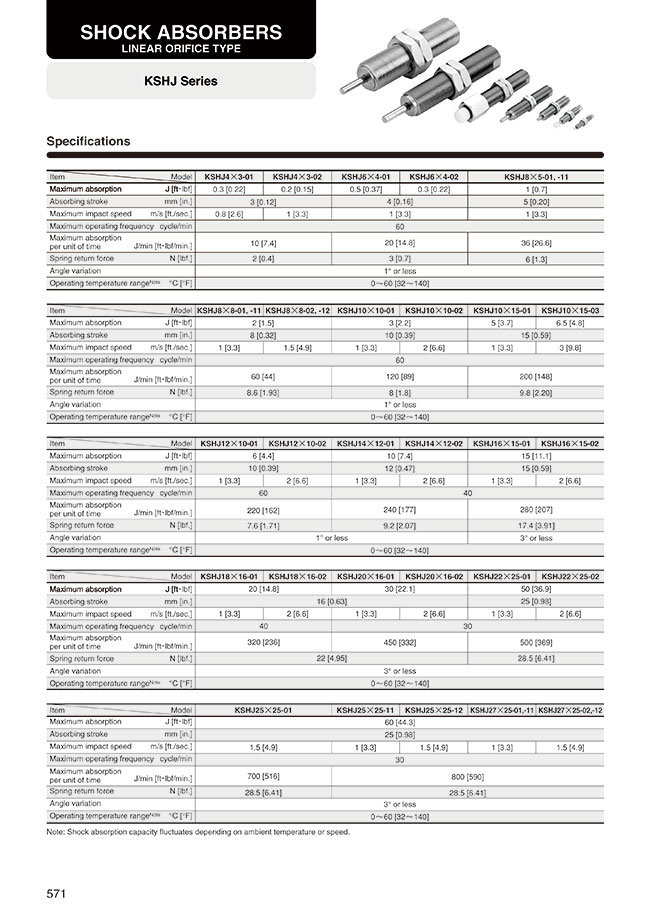 SHOCK ABSORBERS
LINEAR ORIFICE TYPE
KSHJ Series
Specifications
Item Model KSHJ4×3-01 KSHJ4×3-02 KSHJ6×4-01 KSHJ6×4-02 KSHJ8×5-01, -11
Maximum absorption J [ft·lbf] 0.3 [0.22] 0.2 [0.15] 0.5 [0.37] 0.3 [0.22] 1 [0.7]
Absorbing stroke mm [in.] 3 [0.12] 4 [0.16] 5 [0.20]
Maximum impact speed m/s [ft./sec.] 0.8 [2.6] 1 [3.3] 1 [3.3] 1 [3.3]
Maximum operating frequency cycle/min 60
Maximum absorption
per unit of time J/min [ft·lbf/min.] 10 [7.4] 20 [14.8] 36 [26.6]
Spring return force N [lbf.] 2 [0.4] 3 [0.7] 6 [1.3]
Angle variation 1° or less
Operating temperature rangeNote °C [°F] 0～60 [32～140]
Item Model KSHJ8×8-01, -11 KSHJ8×8-02, -12 KSHJ10×10-01 KSHJ10×10-02 KSHJ10×15-01 KSHJ10×15-03
Maximum absorption J [ft·lbf] 2 [1.5] 3 [2.2] 5 [3.7] 6.5 [4.8]
Absorbing stroke mm [in.] 8 [0.32] 10 [0.39] 15 [0.59]
Maximum impact speed m/s [ft./sec.] 1 [3.3] 1.5 [4.9] 1 [3.3] 2 [6.6] 1 [3.3] 3 [9.8]
Maximum operating frequency cycle/min 60
Maximum absorption
per unit of time J/min [ft·lbf/min.] 60 [44] 120 [89] 200 [148]
Spring return force N [lbf.] 8.6 [1.93] 8 [1.8] 9.8 [2.20]
Angle variation 1° or less
Operating temperature rangeNote °C [°F] 0～60 [32～140]
Item Model KSHJ12×10-01 KSHJ12×10-02 KSHJ14×12-01 KSHJ14×12-02 KSHJ16×15-01 KSHJ16×15-02
Maximum absorption J [ft·lbf] 6 [4.4] 10 [7.4] 15 [11.1]
Absorbing stroke mm [in.] 10 [0.39] 12 [0.47] 15 [0.59]
Maximum impact speed m/s [ft./sec.] 1 [3.3] 2 [6.6] 1 [3.3] 2 [6.6] 1 [3.3] 2 [6.6]
Maximum operating frequency cycle/min 60 40
Maximum absorption
per unit of time J/min [ft·lbf/min.] 220 [162] 240 [177] 280 [207]
Spring return force N [lbf.] 7.6 [1.71] 9.2 [2.07] 17.4 [3.91]
Angle variation 1° or less 3° or less
Operating temperature rangeNote °C [°F] 0～60 [32～140]
Item Model KSHJ18×16-01 KSHJ18×16-02 KSHJ20×16-01 KSHJ20×16-02 KSHJ22×25-01 KSHJ22×25-02
Maximum absorption J [ft·lbf] 20 [14.8] 30 [22.1] 50 [36.9]
Absorbing stroke mm [in.] 16 [0.63] 25 [0.98]
Maximum impact speed m/s [ft./sec.] 1 [3.3] 2 [6.6] 1 [3.3] 2 [6.6] 1 [3.3] 2 [6.6]
Maximum operating frequency cycle/min 40 30
Maximum absorption
per unit of time J/min [ft·lbf/min.] 320 [236] 450 [332] 500 [369]
Spring return force N [lbf.] 22 [4.95] 28.5 [6.41]
Angle variation 3° or less
Operating temperature rangeNote °C [°F] 0～60 [32～140]
Item Model KSHJ25×25-01 KSHJ25×25-11 KSHJ25×25-12 KSHJ27×25-01,-11 KSHJ27×25-02,-12
Maximum absorption J [ft·lbf] 60 [44.3]
Absorbing stroke mm [in.] 25 [0.98]
Maximum impact speed m/s [ft./sec.] 1.5 [4.9] 1 [3.3] 1.5 [4.9] 1 [3.3] 1.5 [4.9]
Maximum operating frequency cycle/min 30
Maximum absorption
per unit of time J/min [ft·lbf/min.] 700 [516] 800 [590]
Spring return force N [lbf.] 28.5 [6.41] 28.5 [6.41]
Angle variation 3° or less
Operating temperature rangeNote °C [°F] 0～60 [32～140]
Note: Shock absorption capacity fluctuates depending on ambient temperature or speed.
571